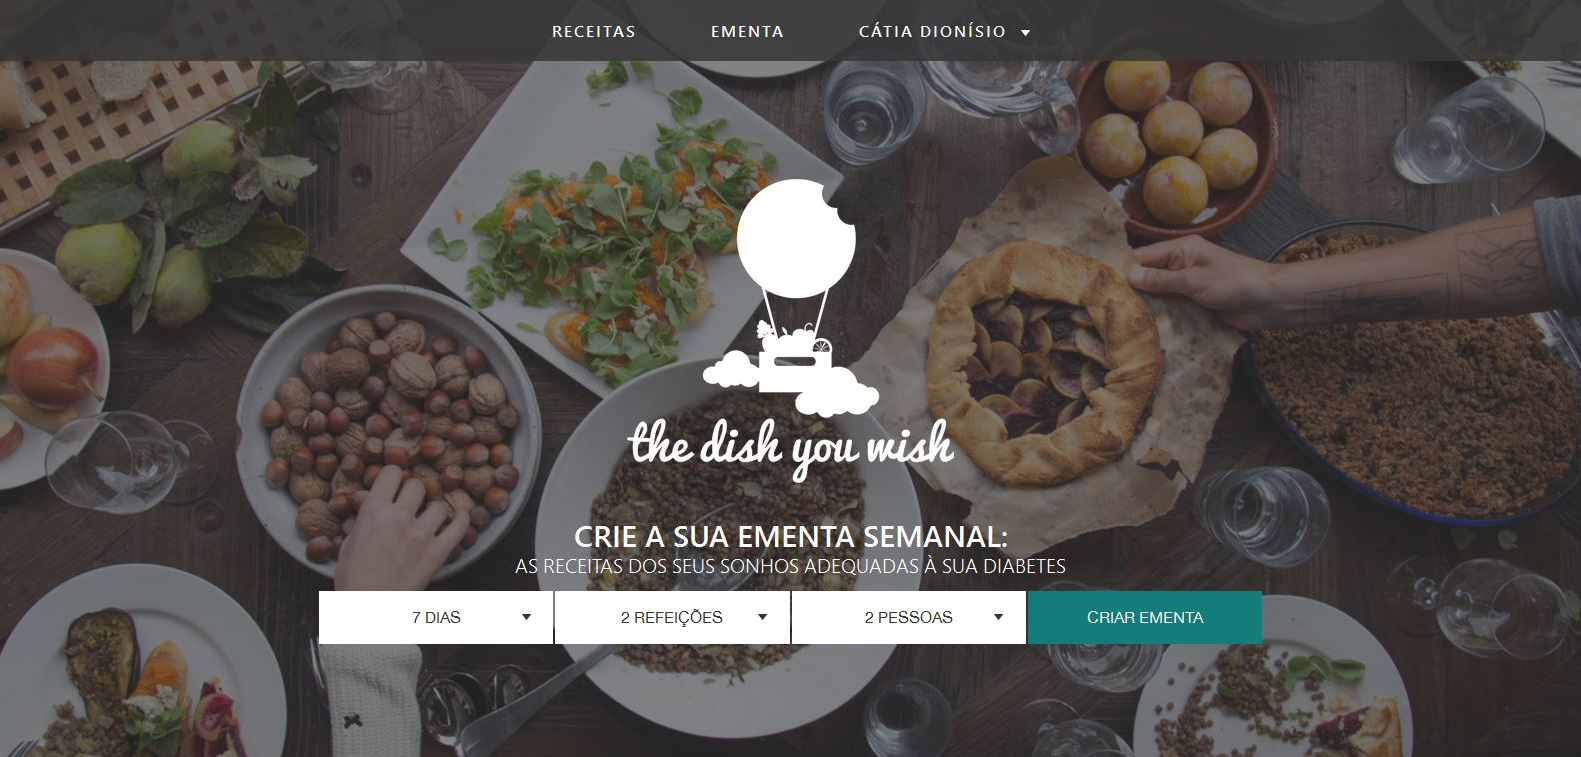 RECEITAS EMENTA CÁTIA DIONÍSIO
the dish you wish
CRIE A SUA EMENTA SEMANAL:
AS RECEITAS DOS SEUS SONHOS ADEQUADAS À SUA DIABETES
7 DIAS 2 REFEIÇÕES 2 PESSOAS CRIAR EMENTA